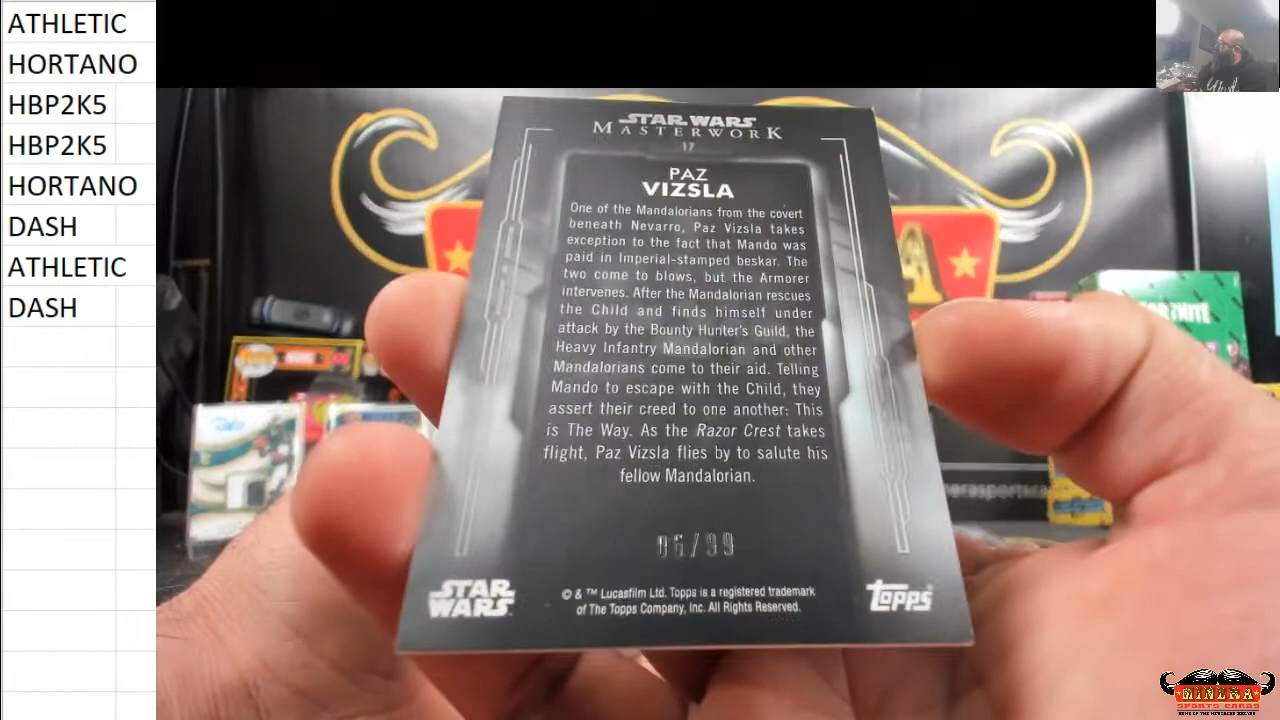 ATHLETIC
HORTANO
HBP2K5
HBP2K5
HORTANO
DASH
ATHLETIC
DASH
STAR WARS
MASTERWORK
17
PAZ
VIZSLA
One of the Mandalorians from the covert
beneath Nevarro, Paz Vizsla takes
exception to the fact that Mando was
paid in Imperial-stamped beskar. The
two come to blows, but the Armorer
intervenes. After the Mandalorian rescues
the Child and finds himself under
attack by the Bounty Hunter's Guild, the
Heavy Infantry Mandalorian and other
Mandalorians come to their aid. Telling
Mando to escape with the Child, they
assert their creed to one another: This
is The Way. As the Razor Crest takes
flight, Paz Vizsla flies by to salute his
fellow Mandalorian.
06/99
STAR
WARS
© & ™ Lucasfilm Ltd. Topps is a registered trademark
of The Topps Company, Inc. All Rights Reserved.
Topps
MINERA
SPORTS CARDS